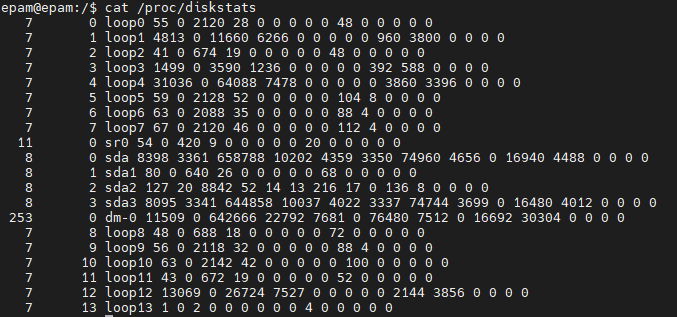 epam@epam:/$ cat /proc/diskstats
7 0 loop0 55 0 2120 28 0 0 0 0 0 48 0 0 0 0 0
7 1 loop1 4813 0 11660 6266 0 0 0 0 0 960 3800 0 0 0 0
7 2 loop2 41 0 674 19 0 0 0 0 0 48 0 0 0 0 0
7 3 loop3 1499 0 3590 1236 0 0 0 0 0 392 588 0 0 0 0
7 4 loop4 31036 0 64088 7478 0 0 0 0 0 3860 3396 0 0 0 0
7 5 loop5 59 0 2128 52 0 0 0 0 0 104 8 0 0 0 0
7 6 loop6 63 0 2088 35 0 0 0 0 0 88 4 0 0 0 0
7 7 loop7 67 0 2120 46 0 0 0 0 0 112 4 0 0 0 0
11 0 sr0 54 0 420 9 0 0 0 0 0 20 0 0 0 0 0
8 0 sda 8398 3361 658788 10202 4359 3350 74960 4656 0 16940 4488 0 0 0 0
8 1 sda1 80 0 640 26 0 0 0 0 0 68 0 0 0 0 0
8 2 sda2 127 20 8842 52 14 13 216 17 0 136 8 0 0 0 0
8 3 sda3 8095 3341 644858 10037 4022 3337 74744 3699 0 16480 4012 0 0 0 0
253 0 dm-0 11509 0 642666 22792 7681 0 76480 7512 0 16692 30304 0 0 0 0
7 8 loop8 48 0 688 18 0 0 0 0 0 72 0 0 0 0 0
7 9 loop9 56 0 2118 32 0 0 0 0 0 88 4 0 0 0 0
7 10 loop10 63 0 2142 42 0 0 0 0 0 100 0 0 0 0 0
7 11 loop11 43 0 672 19 0 0 0 0 0 52 0 0 0 0 0
7 12 loop12 13069 0 26724 7527 0 0 0 0 0 2144 3856 0 0 0 0
7 13 loop13 1 0 2 0 0 0 0 0 0 4 0 0 0 0 0